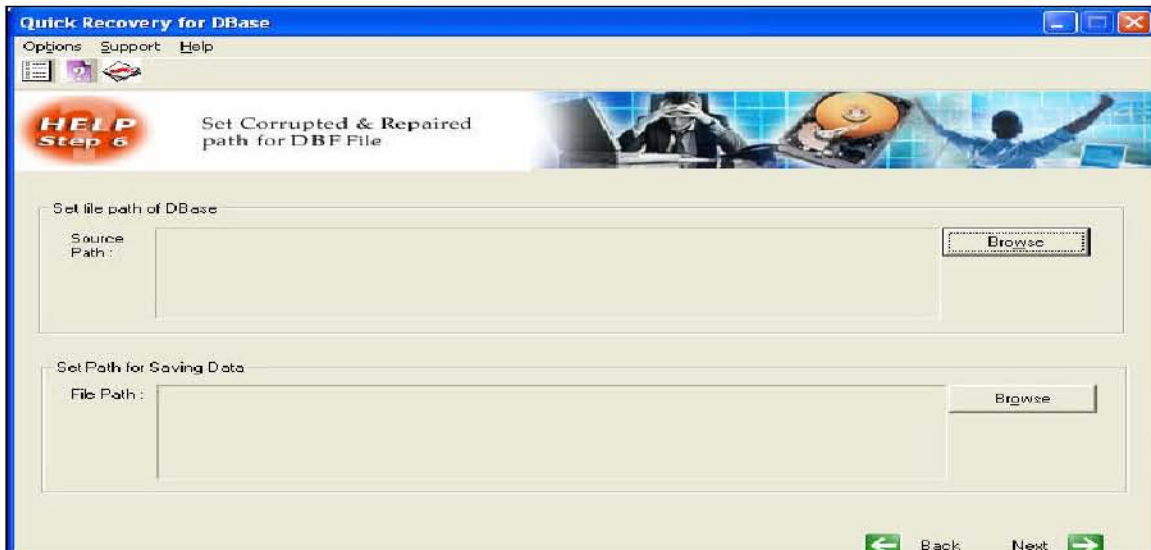 Quick Recovery for DBase
Options Support Help
HELP
Step 6
Set Corrupted & Repaired
path for DBF File
Set file path of DBase
Source
Path :
Browse
Set Path for Saving Data
File Path :
Browse
Back Next